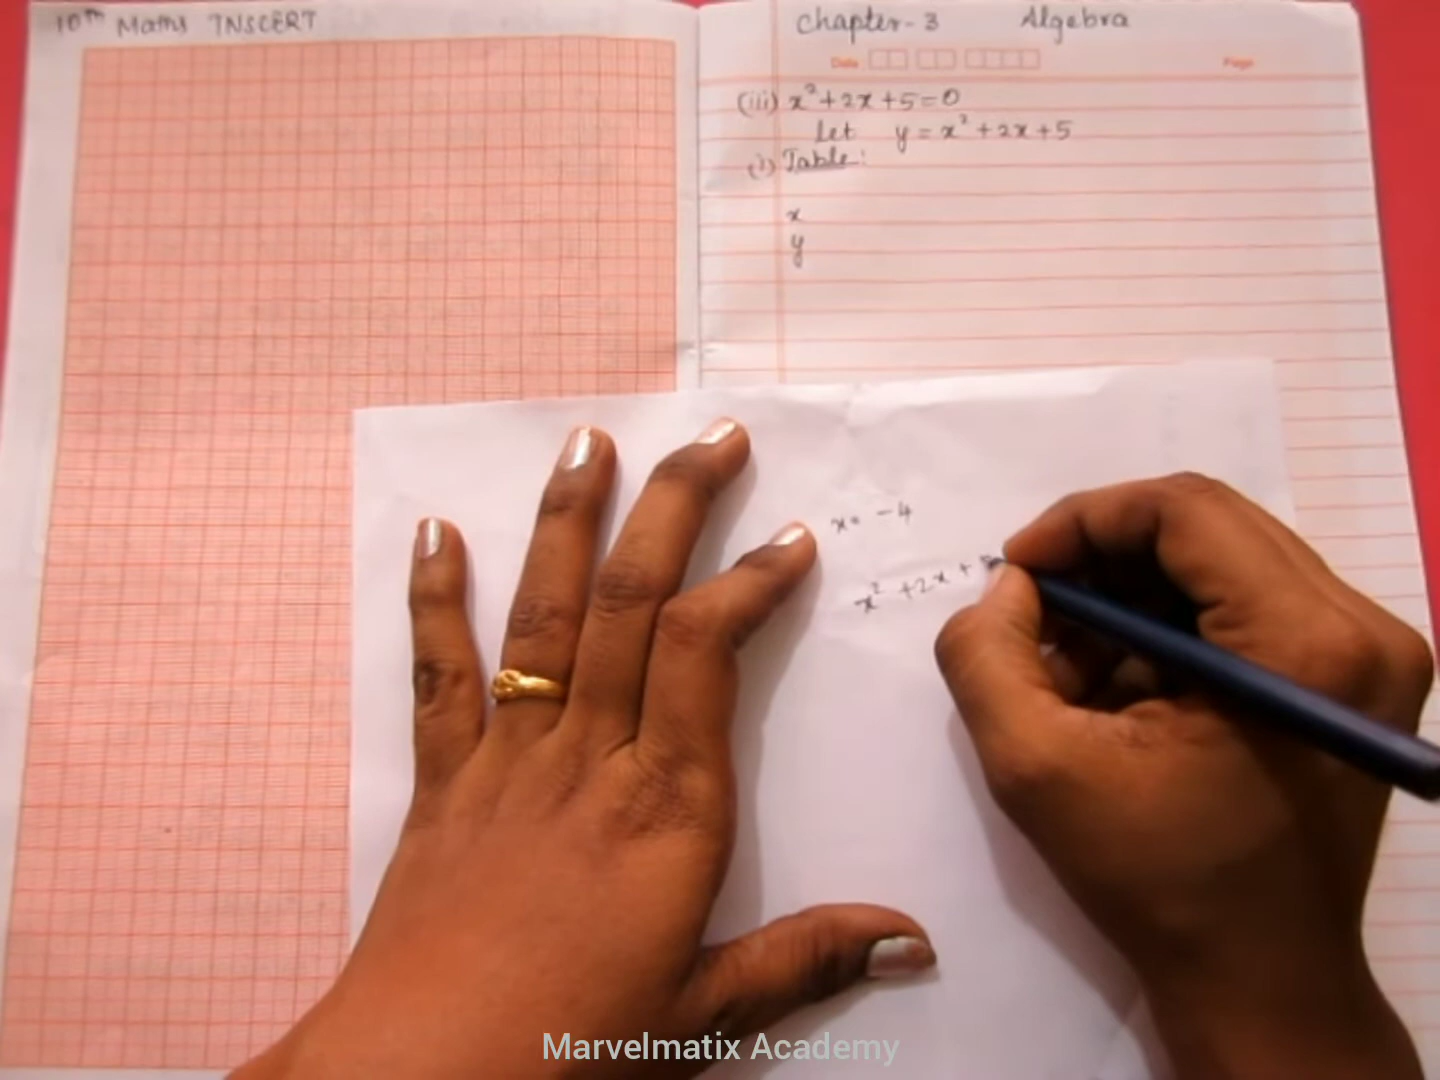 10th Maths TNSCERT
Chapter - 3 Algebra
Date Page
(iii) x²+2x+5=0
Let y = x²+2x+5
(i) Table:
x
y
x = -4
x² +2x + 5
Marvelmatix Academy